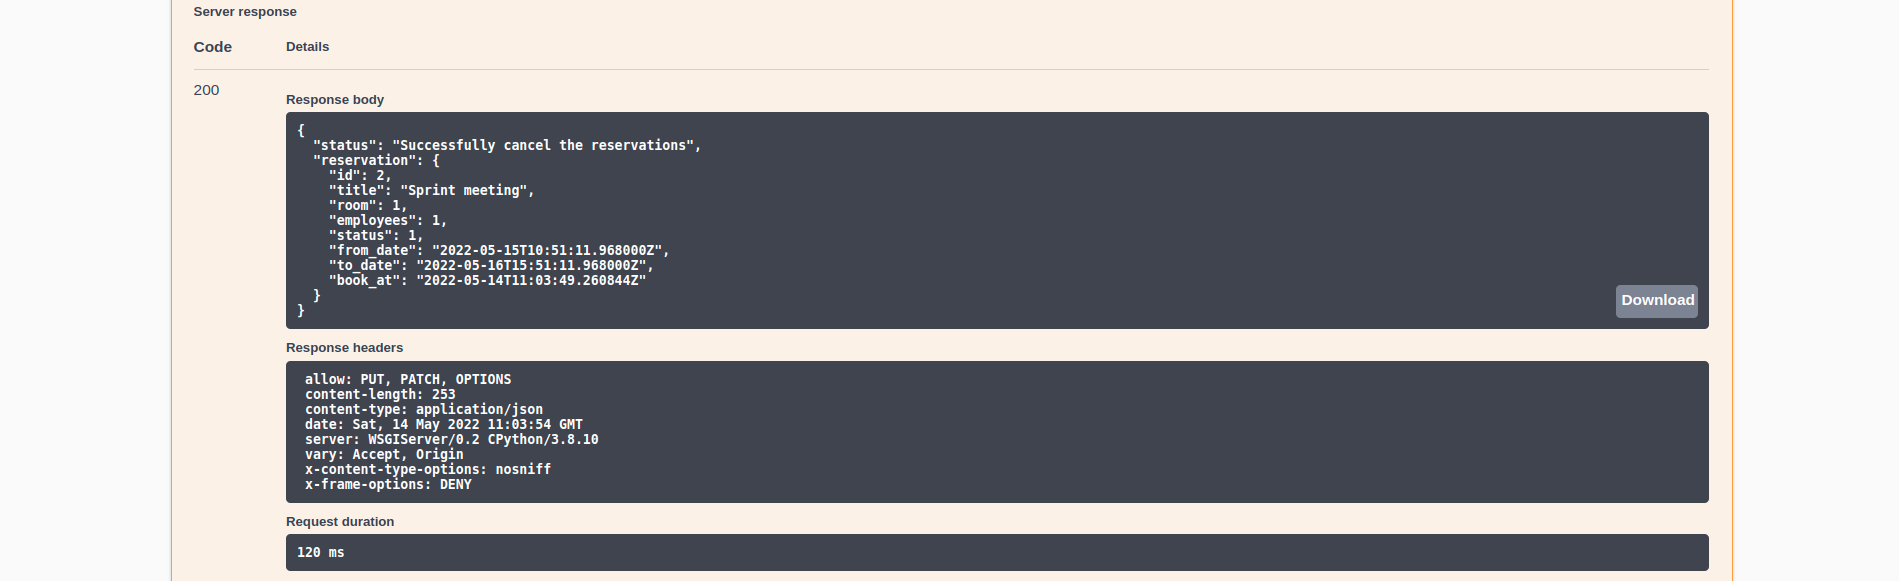 Server response
Code Details
200
Response body
{
  "status": "Successfully cancel the reservations",
  "reservation": {
    "id": 2,
    "title": "Sprint meeting",
    "room": 1,
    "employees": 1,
    "status": 1,
    "from_date": "2022-05-15T10:51:11.968000Z",
    "to_date": "2022-05-16T15:51:11.968000Z",
    "book_at": "2022-05-14T11:03:49.260844Z"
  }
}
Download
Response headers
allow: PUT, PATCH, OPTIONS
content-length: 253
content-type: application/json
date: Sat, 14 May 2022 11:03:54 GMT
server: WSGIServer/0.2 CPython/3.8.10
vary: Accept, Origin
x-content-type-options: nosniff
x-frame-options: DENY
Request duration
120 ms